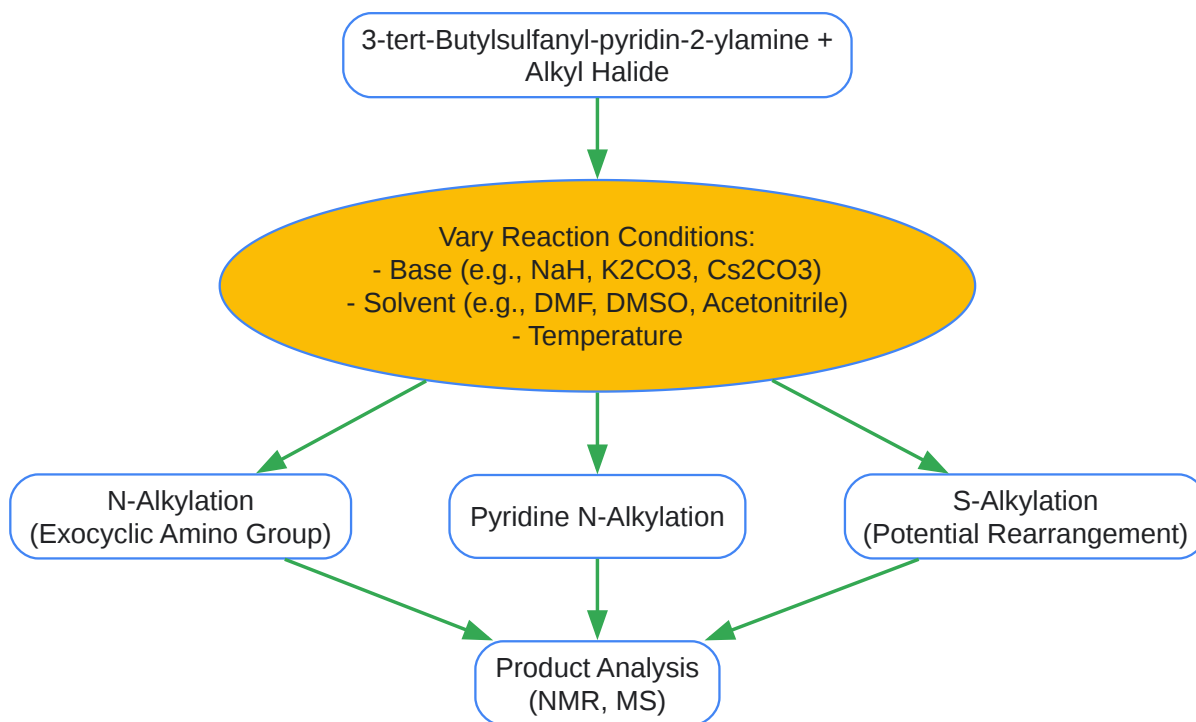 3-tert-Butylsulfanyl-pyridin-2-ylamine +
Alkyl Halide
Vary Reaction Conditions:
- Base (e.g., NaH, K2CO3, Cs2CO3)
- Solvent (e.g., DMF, DMSO, Acetonitrile)
- Temperature
N-Alkylation
(Exocyclic Amino Group)
Pyridine N-Alkylation
S-Alkylation
(Potential Rearrangement)
Product Analysis
(NMR, MS)